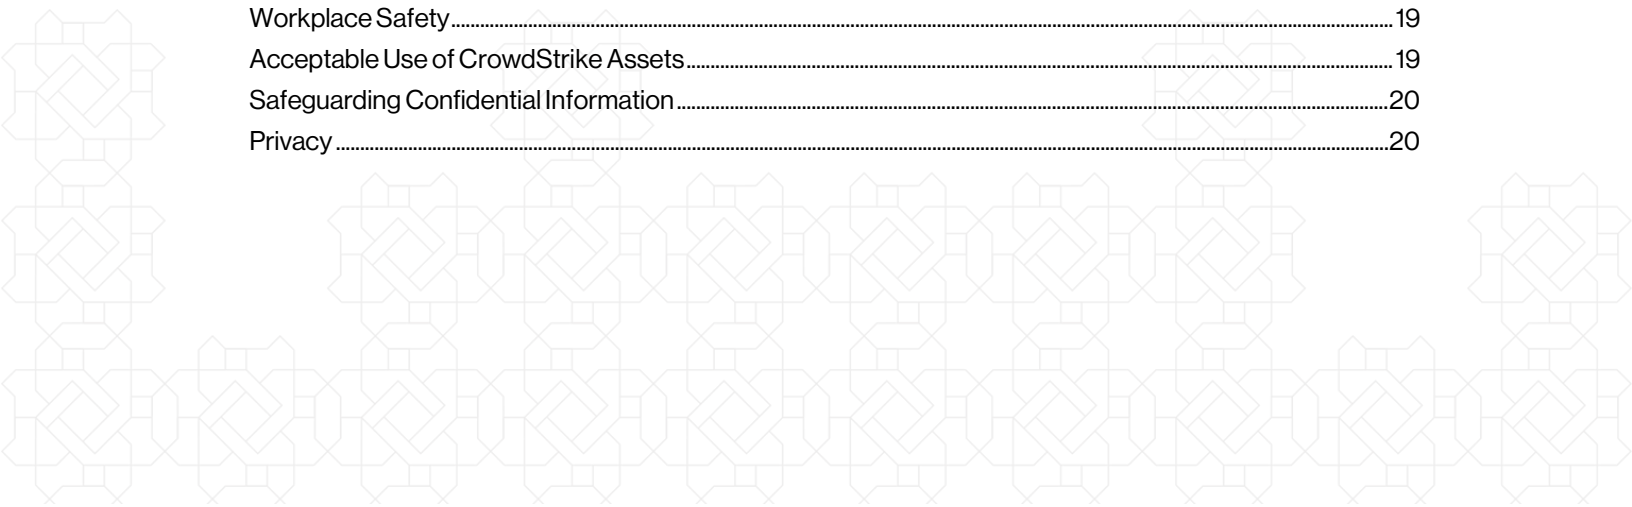 Workplace Safety 19
Acceptable Use of CrowdStrike Assets 19
Safeguarding Confidential Information 20
Privacy 20